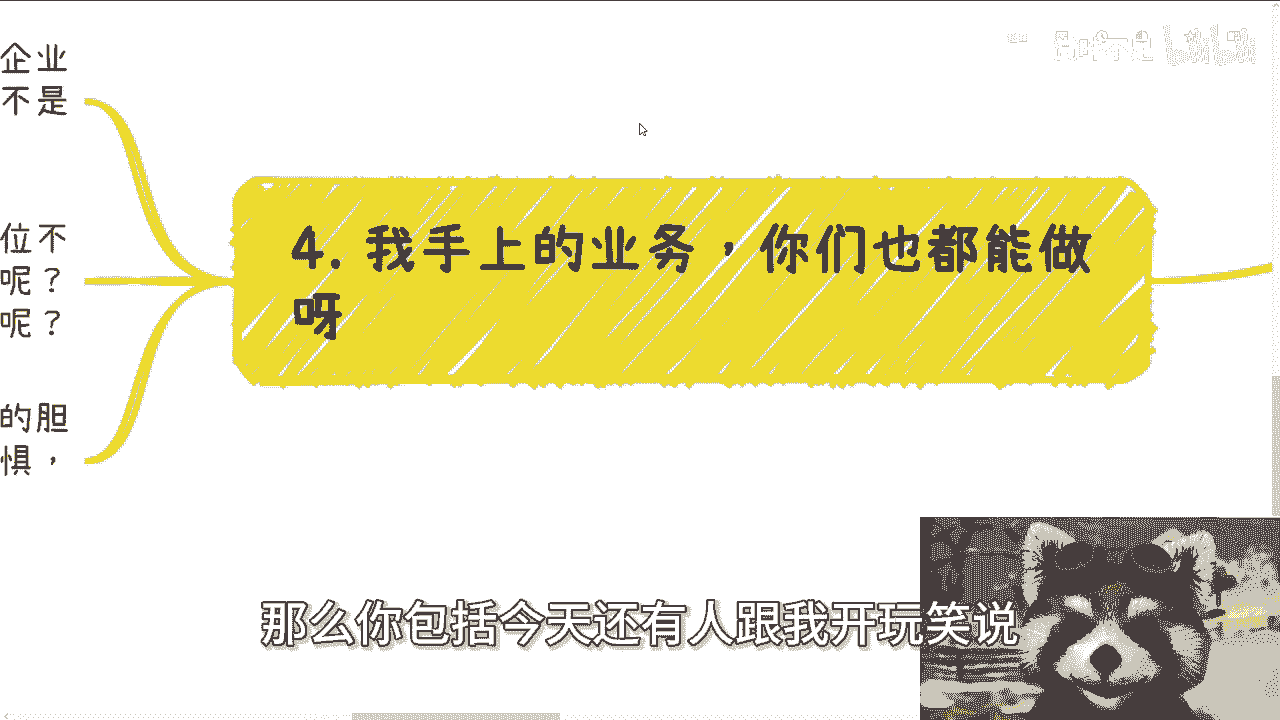 企业
不是
位不
呢？
呢？
的胆
惧，
4. 我手上的业务，你们也都能做
呀
那么你包括今天还有人跟我开玩笑说